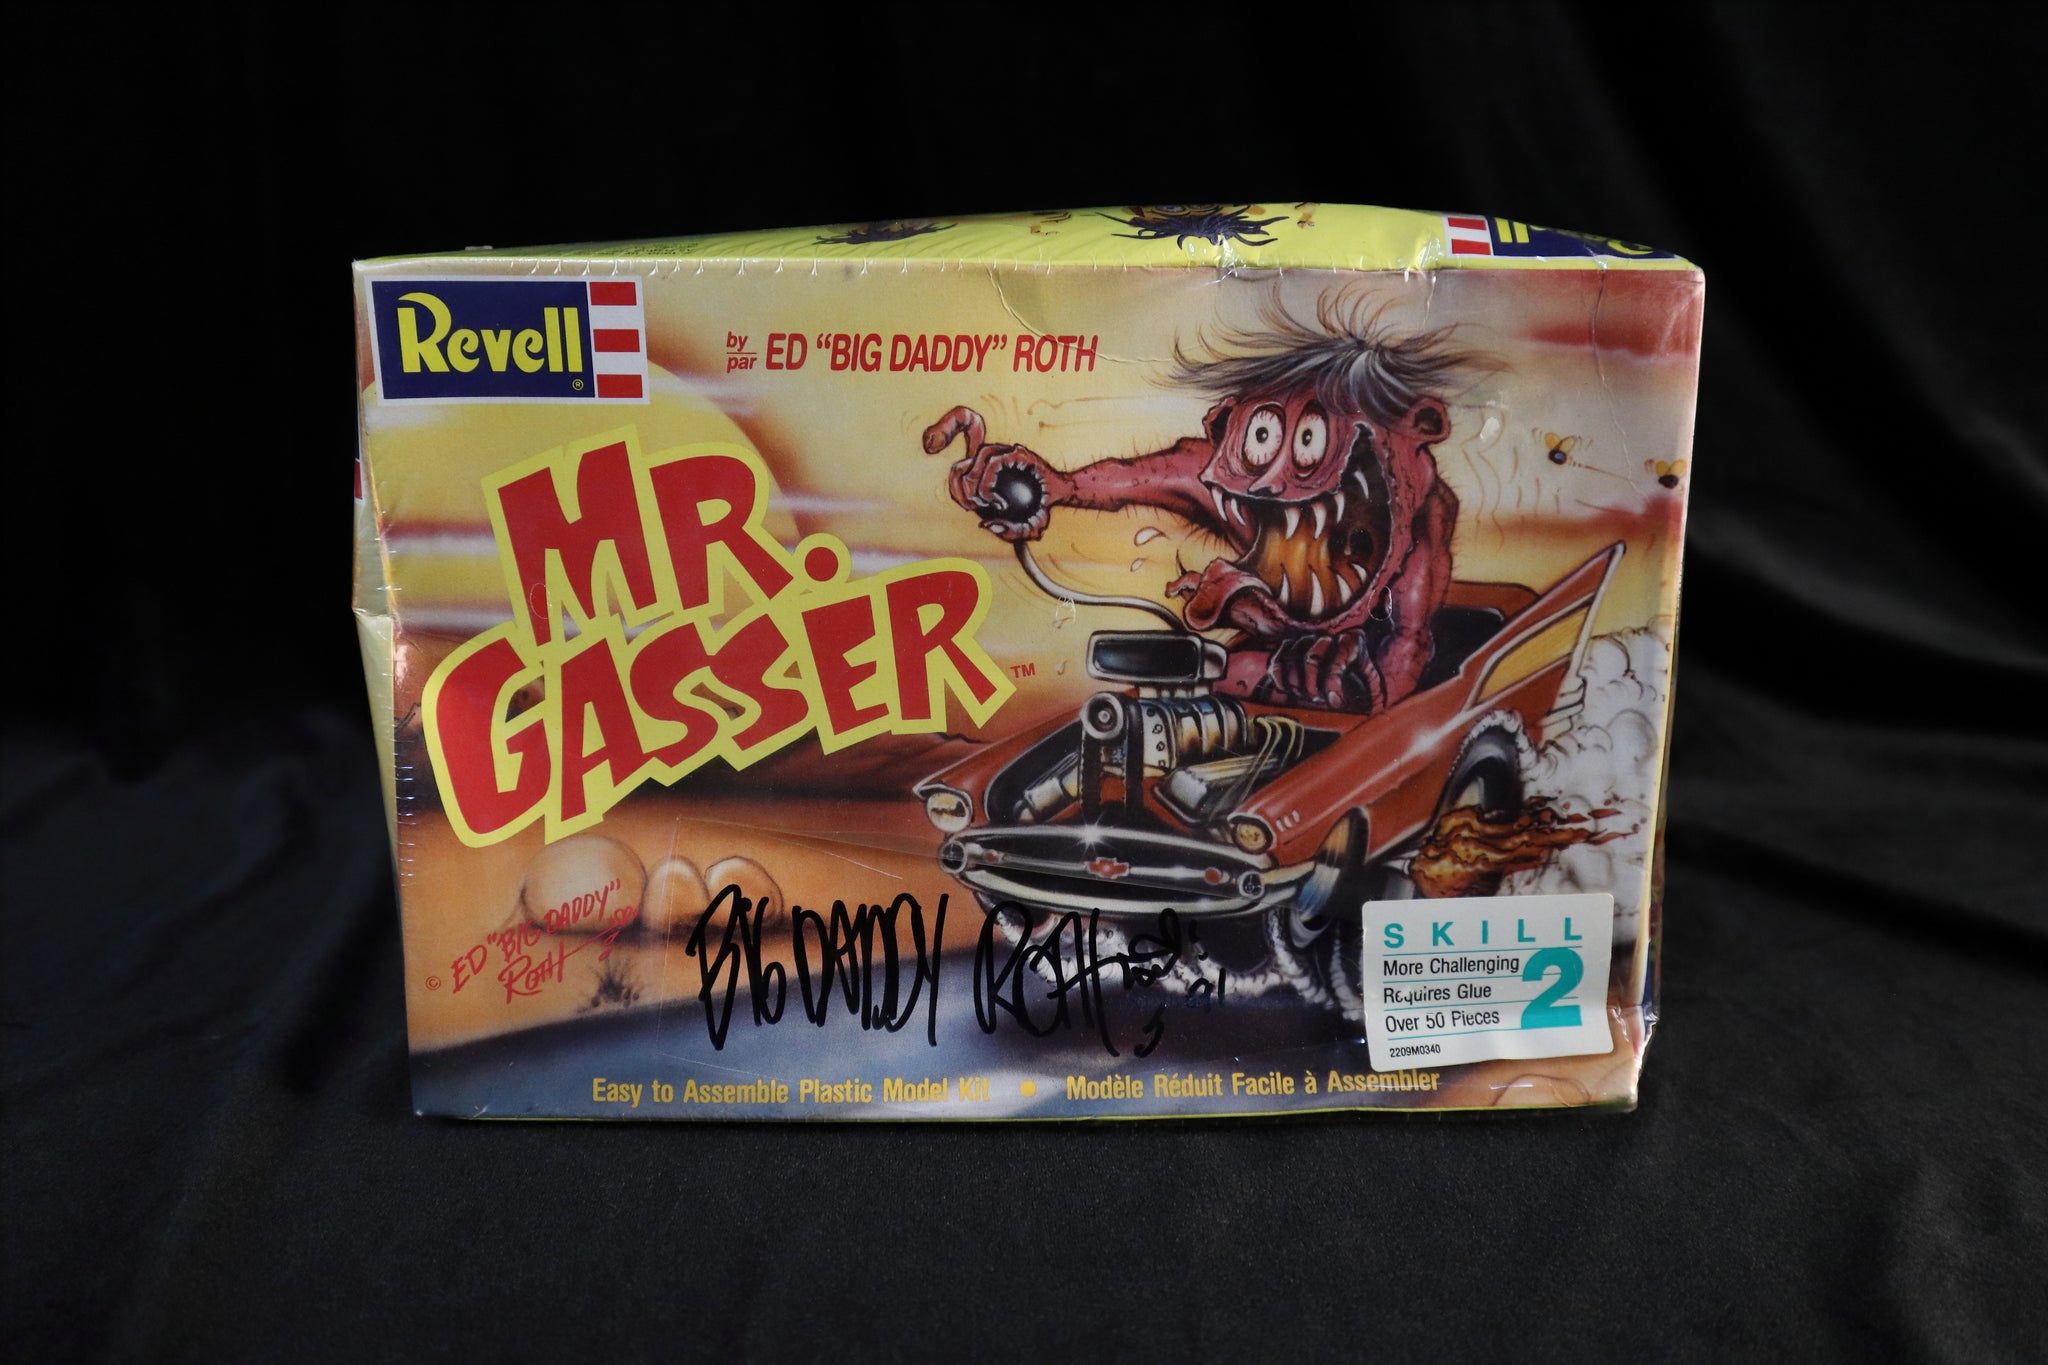 Revell ®
by
par
ED "BIG DADDY" ROTH
MR.
GASSER
™
© ED "BIG DADDY"
ROTH
BIG DADDY ROTH
'91
SKILL
2
More Challenging
Requires Glue
Over 50 Pieces
2209M0340
Easy to Assemble Plastic Model Kit • Modèle Réduit Facile à Assembler